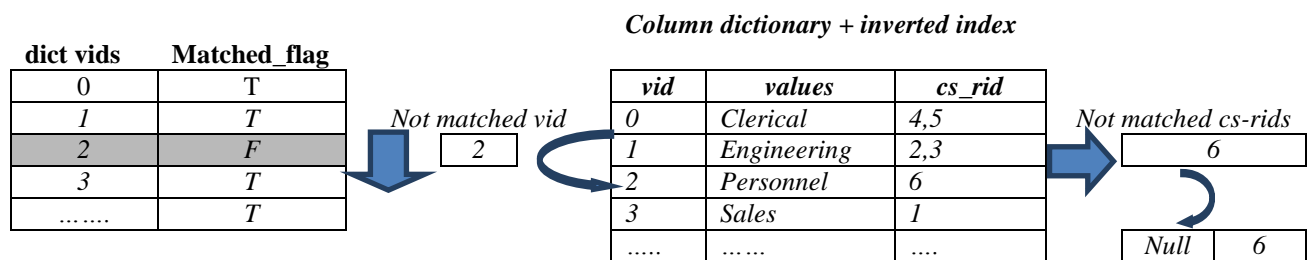 Column dictionary + inverted index
dict vids Matched_flag
0 T
1 T
2 F
3 T
……. T
Not matched vid
2
vid values cs_rid
0 Clerical 4,5
1 Engineering 2,3
2 Personnel 6
3 Sales 1
….. …… ….
Not matched cs-rids
6
Null 6